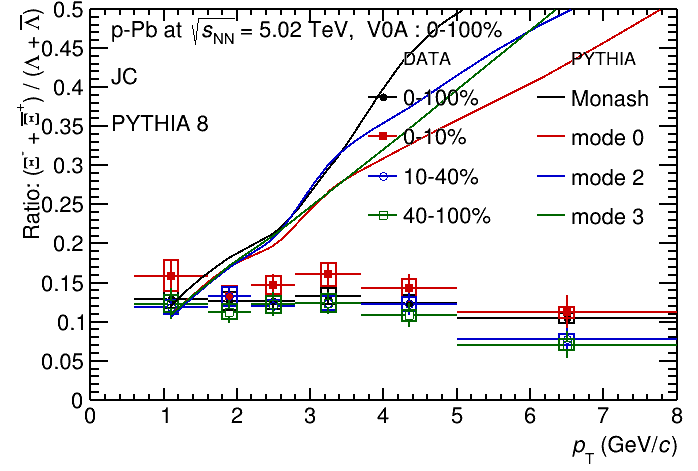 p-Pb at √sNN = 5.02 TeV, V0A : 0-100%
JC
PYTHIA 8
DATA
0-100%
0-10%
10-40%
40-100%
PYTHIA
Monash
mode 0
mode 2
mode 3
Ratio: (Ξ- + Ξ̅+) / (Λ + Λ̅)
0.5
0.45
0.4
0.35
0.3
0.25
0.2
0.15
0.1
0.05
0
0 1 2 3 4 5 6 7 8
pT (GeV/c)